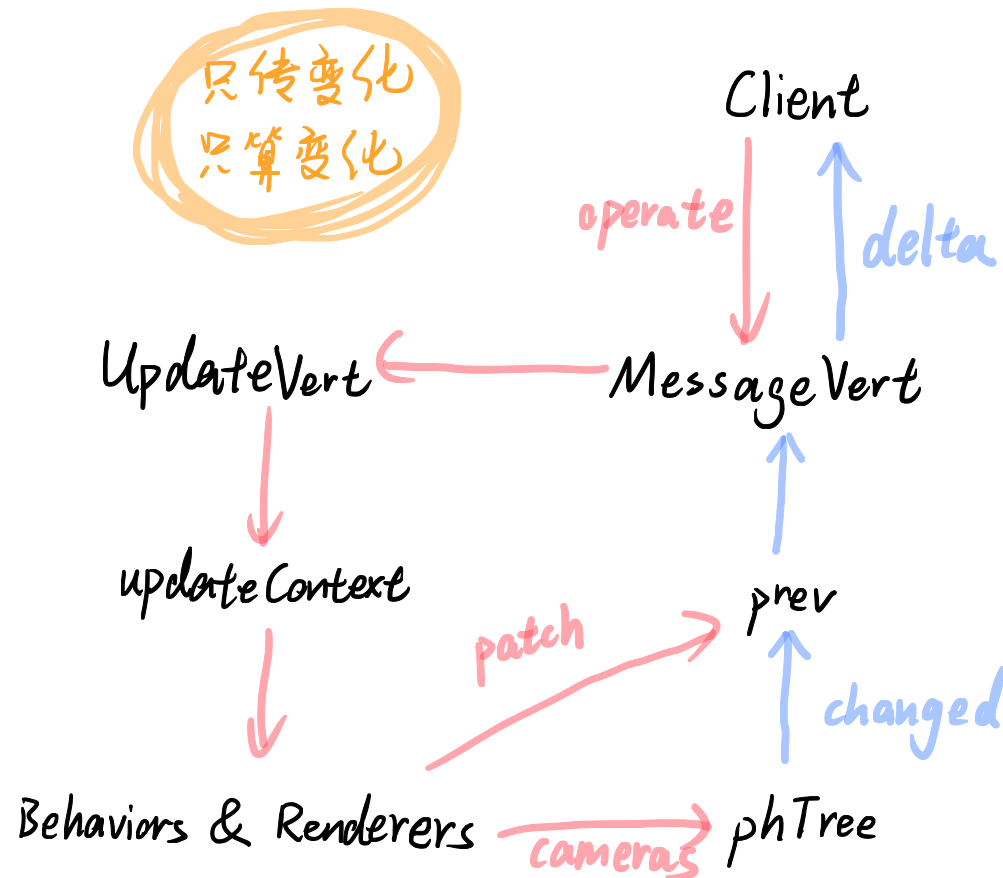 只传变化
只算变化
Client
operate
delta
UpdateVert
MessageVert
updateContext
prev
patch
changed
Behaviors & Renderers
phTree
cameras